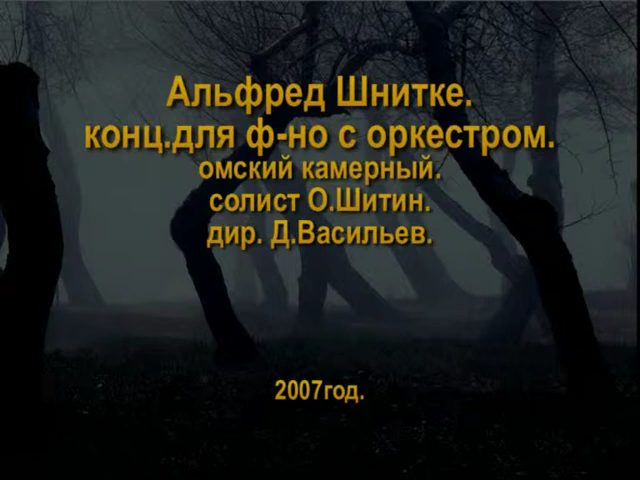 Альфред Шнитке.
конц.для ф-но с оркестром.
омский камерный.
солист О.Шитин.
дир. Д.Васильев.
2007год.